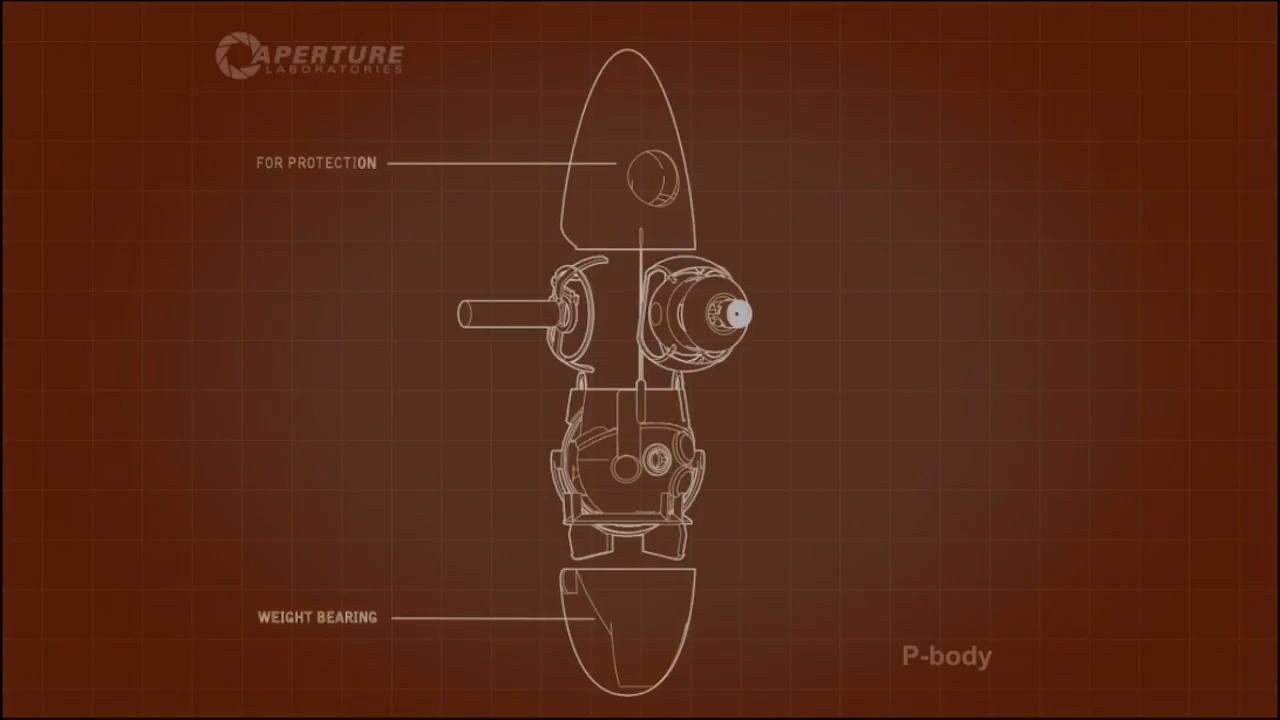 APERTURE
LABORATORIES
FOR PROTECTION
WEIGHT BEARING
P-body